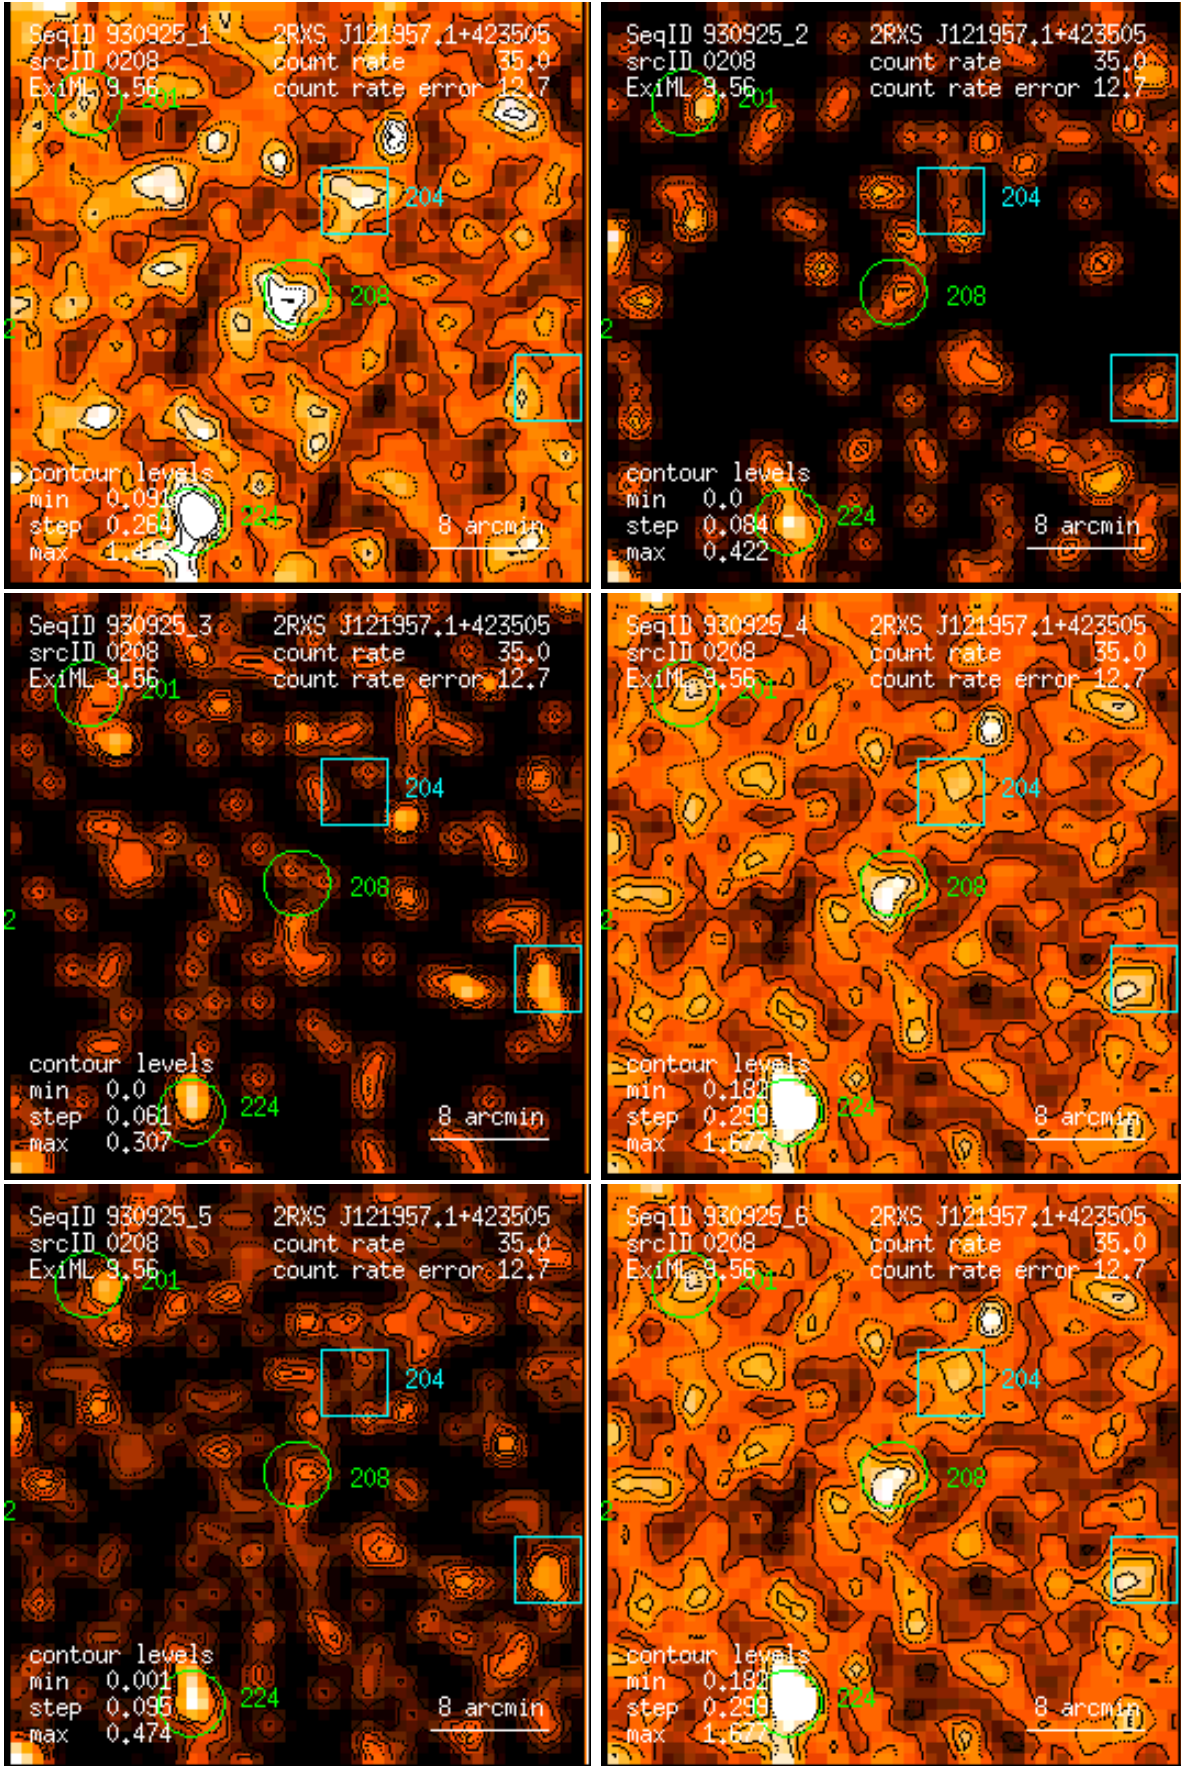 SeqID 930925_1 2RXS J121957.1+423505
srcID 0208 count rate 35.0
ExiML 9.56 count rate error 12.7
201
204
208
2
contour levels
min 0.091
step 0.264 224 8 arcmin
max
SeqID 930925_2 2RXS J121957.1+423505
srcID 0208 count rate 35.0
ExiML 9.56 count rate error 12.7
201
204
208
2
contour levels
min 0.0
step 0.084 224 8 arcmin
max 0.422
SeqID 930925_3 2RXS J121957.1+423505
srcID 0208 count rate 35.0
ExiML 9.56 count rate error 12.7
201
204
208
2
contour levels
min 0.0
step 0.061 224 8 arcmin
max 0.307
SeqID 930925_4 2RXS J121957.1+423505
srcID 0208 count rate 35.0
ExiML 9.56 count rate error 12.7
201
204
208
2
contour levels
min 0.182
step 0.299 224 8 arcmin
max 1.677
SeqID 930925_5 2RXS J121957.1+423505
srcID 0208 count rate 35.0
ExiML 9.56 count rate error 12.7
201
204
208
2
contour levels
min 0.001
step 0.095 224 8 arcmin
max 0.474
SeqID 930925_6 2RXS J121957.1+423505
srcID 0208 count rate 35.0
ExiML 9.56 count rate error 12.7
201
204
208
2
contour levels
min 0.182
step 0.299 224 8 arcmin
max 1.677